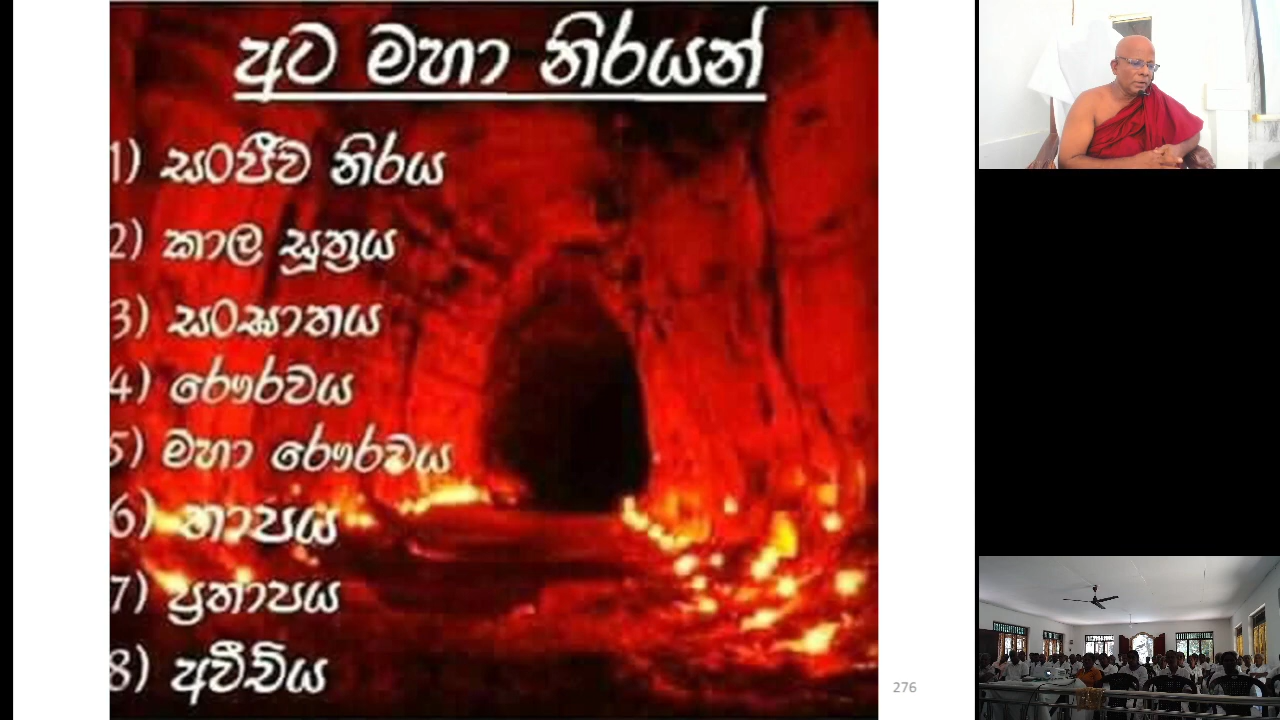 අට මහා නිරයන්
1) සංජීව නිරය
2) කාල සූත්‍රය
3) සංඝාතය
4) රෞරවය
5) මහා රෞරවය
6) තාපය
7) ප්‍රතාපය
8) අවීචිය
276